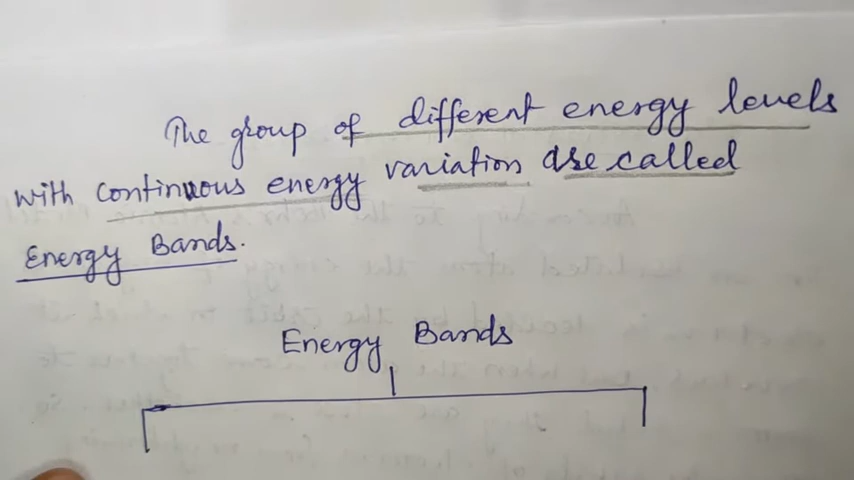 The group of different energy levels
with continuous energy variation are called
Energy Bands.
Energy Bands